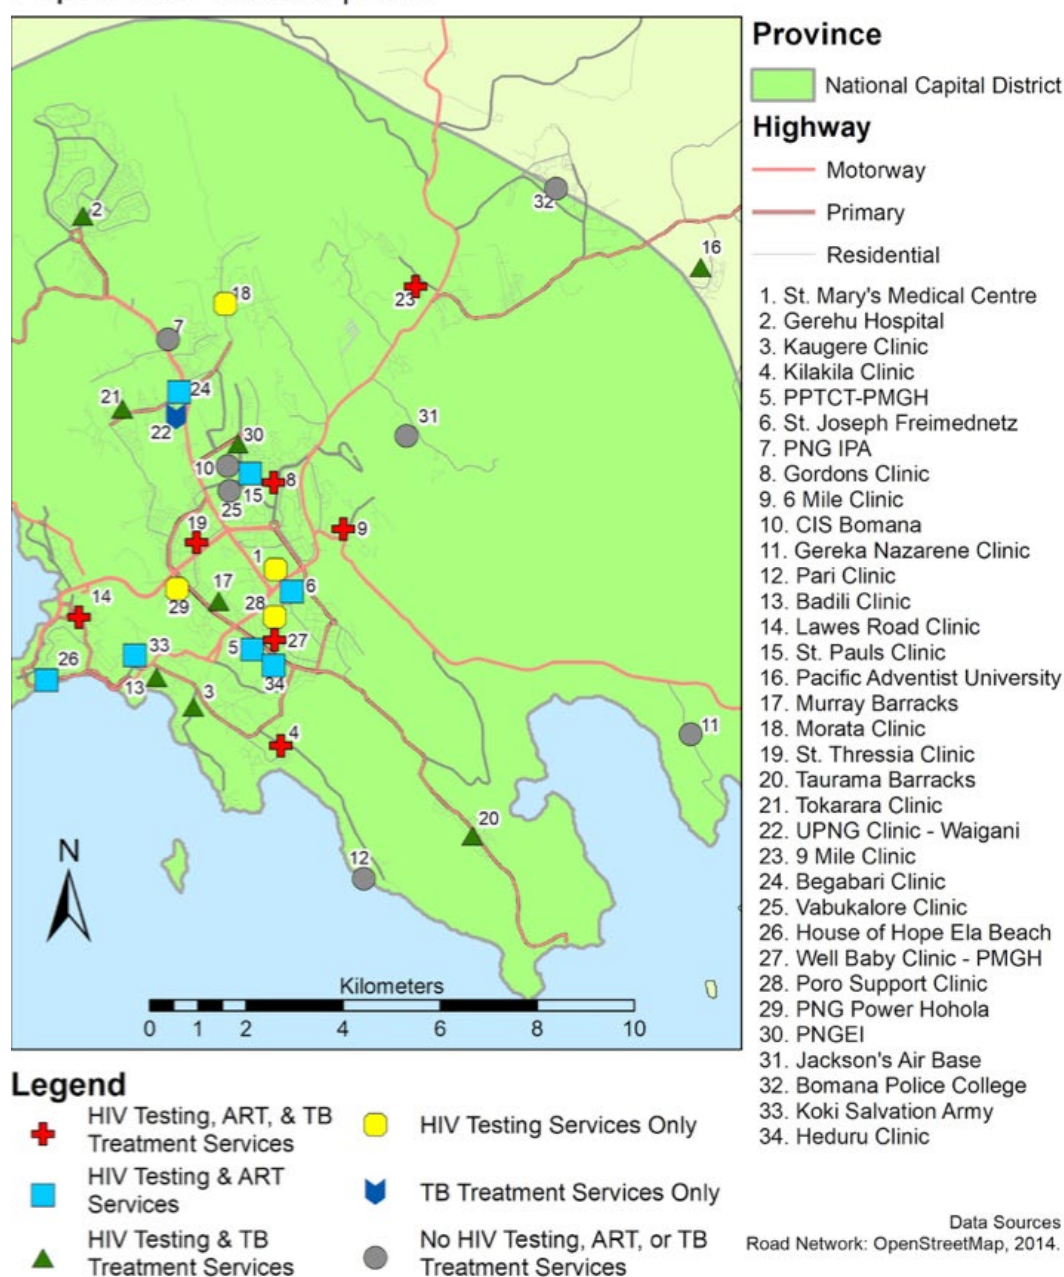 Province
National Capital District
Highway
Motorway
Primary
Residential
1. St. Mary's Medical Centre
2. Gerehu Hospital
3. Kaugere Clinic
4. Kilakila Clinic
5. PPTCT-PMGH
6. St. Joseph Freimednetz
7. PNG IPA
8. Gordons Clinic
9. 6 Mile Clinic
10. CIS Bomana
11. Gereka Nazarene Clinic
12. Pari Clinic
13. Badili Clinic
14. Lawes Road Clinic
15. St. Pauls Clinic
16. Pacific Adventist University
17. Murray Barracks
18. Morata Clinic
19. St. Thressia Clinic
20. Taurama Barracks
21. Tokarara Clinic
22. UPNG Clinic - Waigani
23. 9 Mile Clinic
24. Begabari Clinic
25. Vabukalore Clinic
26. House of Hope Ela Beach
27. Well Baby Clinic - PMGH
28. Poro Support Clinic
29. PNG Power Hohola
30. PNGEI
31. Jackson's Air Base
32. Bomana Police College
33. Koki Salvation Army
34. Heduru Clinic
2
32
16
23
18
7
24
21
22
31
30
10
15
8
25
19
9
1
6
17
29
28
14
27
5
33
34
26
13
3
4
11
20
12
N
Kilometers
0 1 2 4 6 8 10
Legend
HIV Testing, ART, & TB
Treatment Services
HIV Testing & ART
Services
HIV Testing & TB
Treatment Services
HIV Testing Services Only
TB Treatment Services Only
No HIV Testing, ART, or TB
Treatment Services
Data Sources
Road Network: OpenStreetMap, 2014.